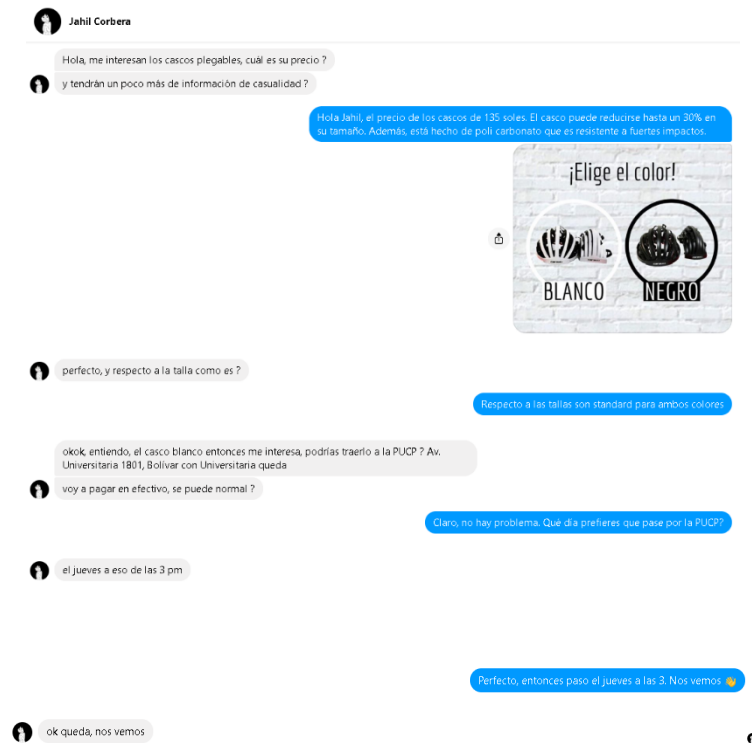 Jahil Corbera
Hola, me interesan los cascos plegables, cuál es su precio ?
y tendrán un poco más de información de casualidad ?
Hola Jahil, el precio de los cascos de 135 soles. El casco puede reducirse hasta un 30% en
su tamaño. Además, está hecho de poli carbonato que es resistente a fuertes impactos.
¡Elige el color!
BLANCO NEGRO
perfecto, y respecto a la talla como es ?
Respecto a las tallas son standard para ambos colores
okok, entiendo, el casco blanco entonces me interesa, podrías traerlo a la PUCP ? Av.
Universitaria 1801, Bolívar con Universitaria queda
voy a pagar en efectivo, se puede normal ?
Claro, no hay problema. Qué día prefieres que pase por la PUCP?
el jueves a eso de las 3 pm
Perfecto, entonces paso el jueves a las 3. Nos vemos 👋
ok queda, nos vemos